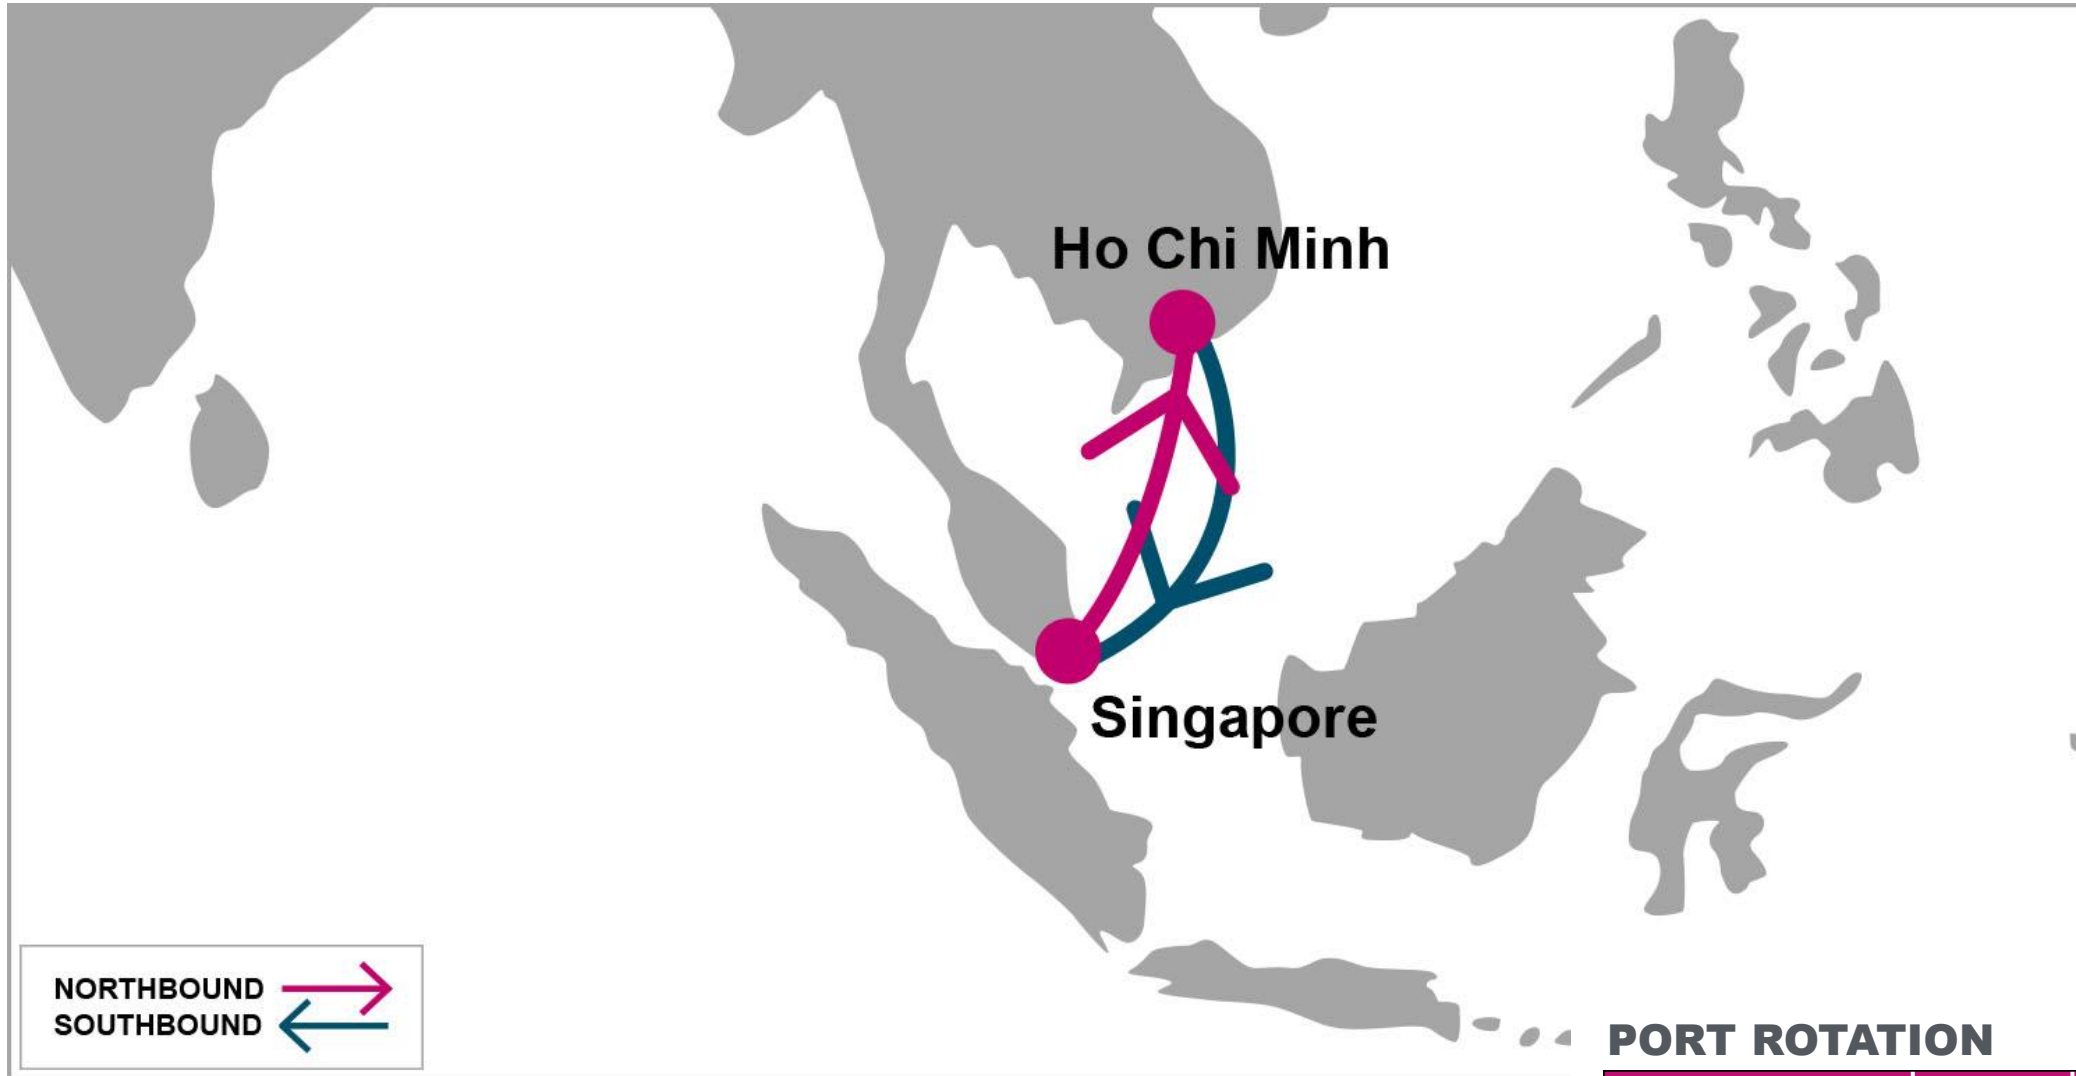 Ho Chi Minh
Singapore
NORTHBOUND
SOUTHBOUND
PORT ROTATION